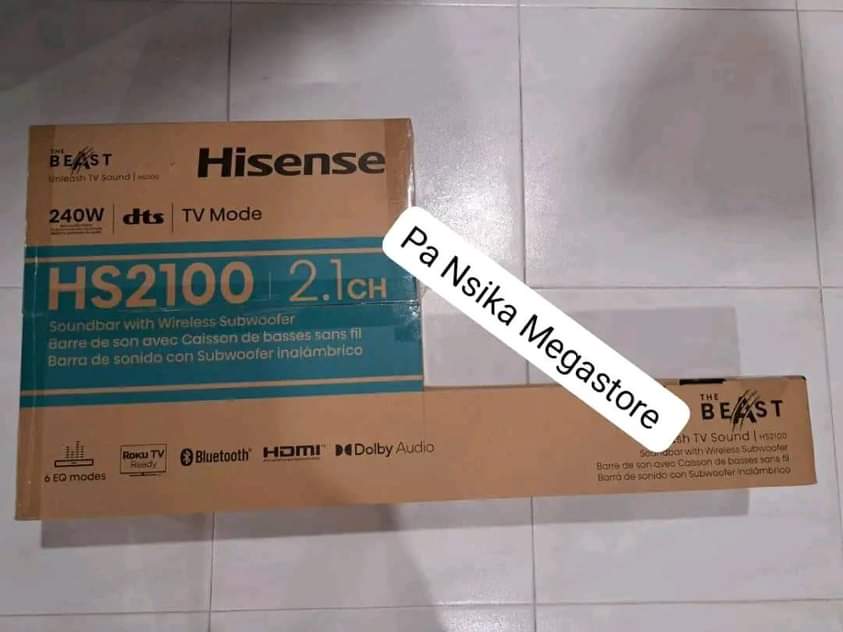 THE
BEAST
Unleash TV Sound | HS2100
Hisense
240W | dts | TV Mode
HS2100 | 2.1CH
Soundbar with Wireless Subwoofer
Barre de son avec Caisson de basses sans fil
Barra de sonido con Subwoofer inalámbrico
6 EQ modes
Roku TV
Ready
Bluetooth®
HDMI™
Dolby Audio
Pa Nsika Megastore
THE
BEAST
sh TV Sound | HS2100
Soundbar with Wireless Subwoofer
Barre de son avec Caisson de basses sans fil
Barra de sonido con Subwoofer inalámbrico